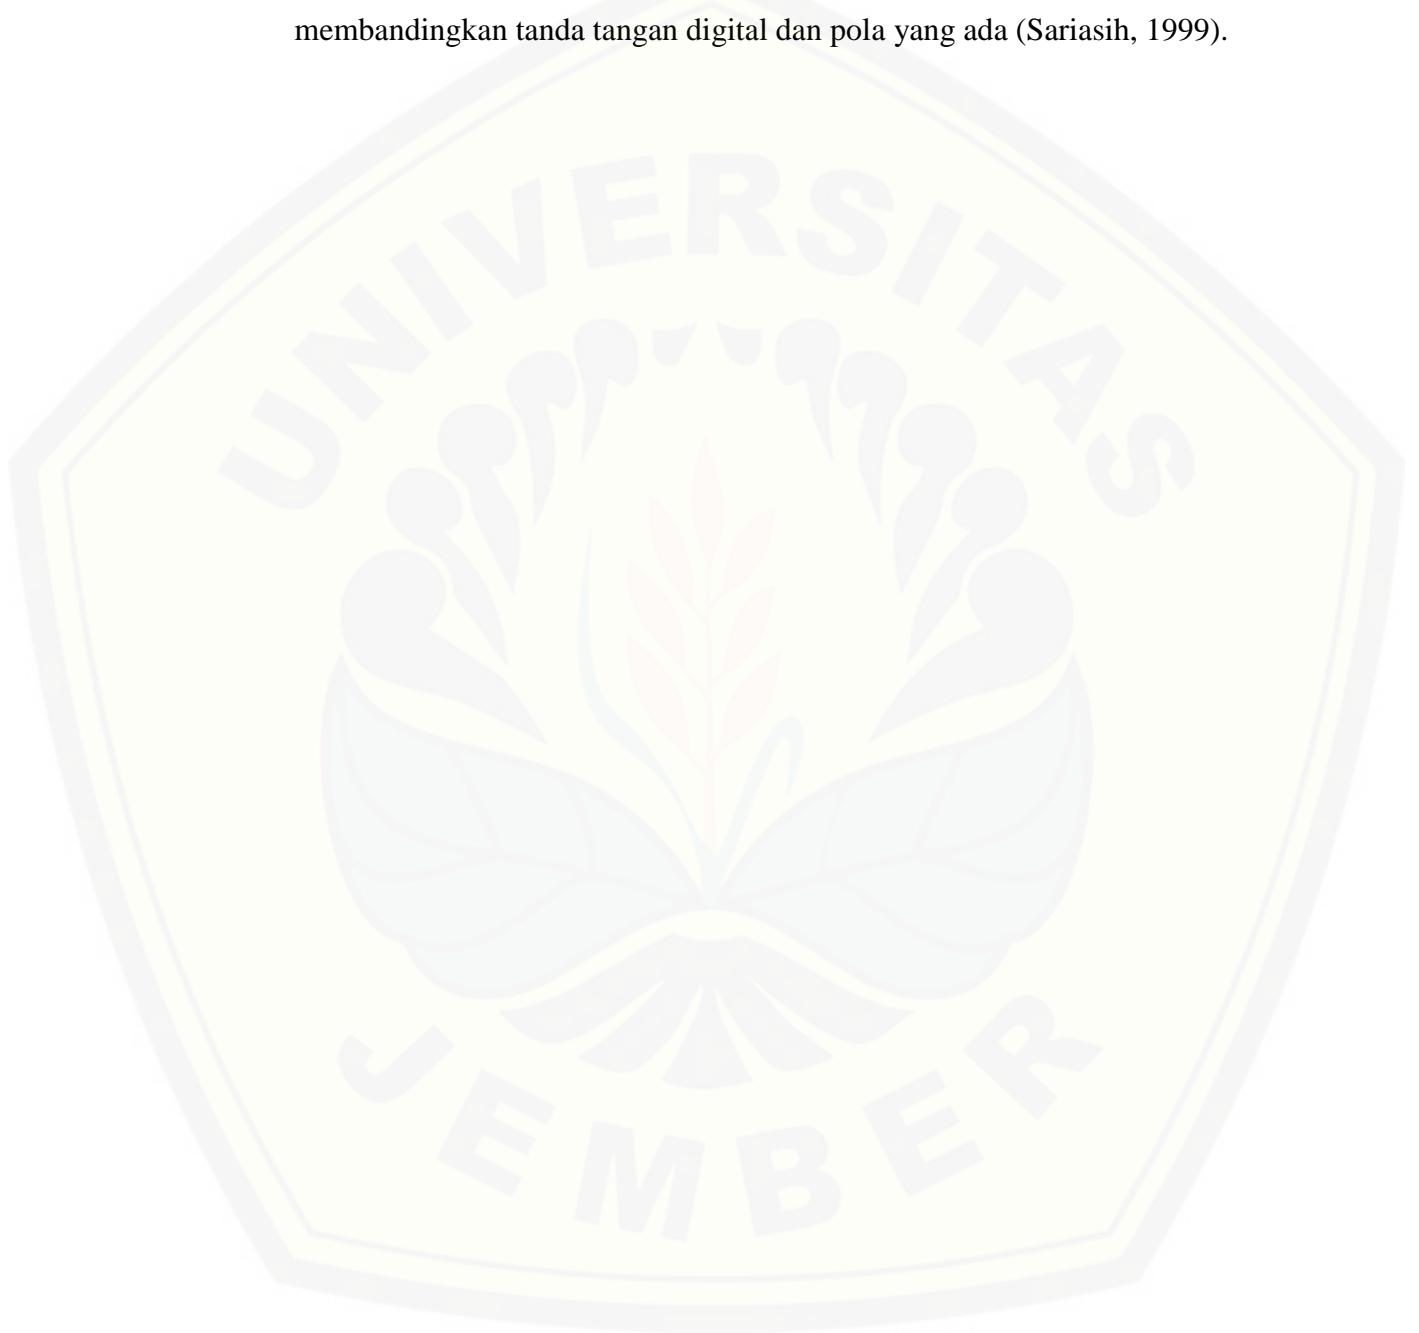 membandingkan tanda tangan digital dan pola yang ada (Sariasih, 1999).
UNIVERSITAS
JEMBER